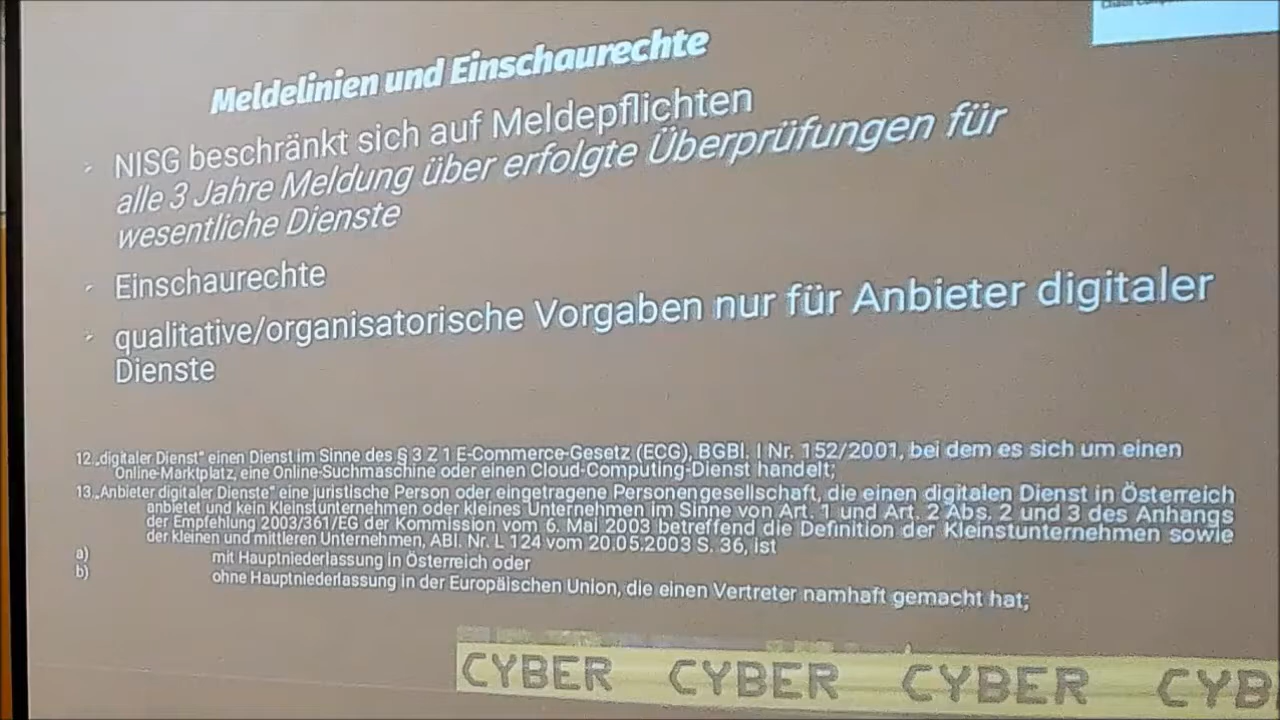 Meldelinien und Einschaurechte
NISG beschränkt sich auf Meldepflichten
alle 3 Jahre Meldung über erfolgte Überprüfungen für
wesentliche Dienste
Einschaurechte
qualitative/organisatorische Vorgaben nur für Anbieter digitaler
Dienste
12 „digitaler Dienst“ einen Dienst im Sinne des § 3 Z 1 E-Commerce-Gesetz (ECG), BGBl. I Nr. 152/2001, bei dem es sich um einen
Online-Marktplatz, eine Online-Suchmaschine oder einen Cloud-Computing-Dienst handelt;
13 „Anbieter digitaler Dienste“ eine juristische Person oder eingetragene Personengesellschaft, die einen digitalen Dienst in Österreich
anbietet und kein Kleinstunternehmen oder kleines Unternehmen im Sinne von Art. 1 und Art. 2 Abs. 2 und 3 des Anhangs
der Empfehlung 2003/361/EG der Kommission vom 6. Mai 2003 betreffend die Definition der Kleinstunternehmen sowie
der kleinen und mittleren Unternehmen, ABl. Nr. L 124 vom 20.05.2003 S. 36, ist
a) mit Hauptniederlassung in Österreich oder
b) ohne Hauptniederlassung in der Europäischen Union, die einen Vertreter namhaft gemacht hat;
CYBER CYBER CYBER CYB